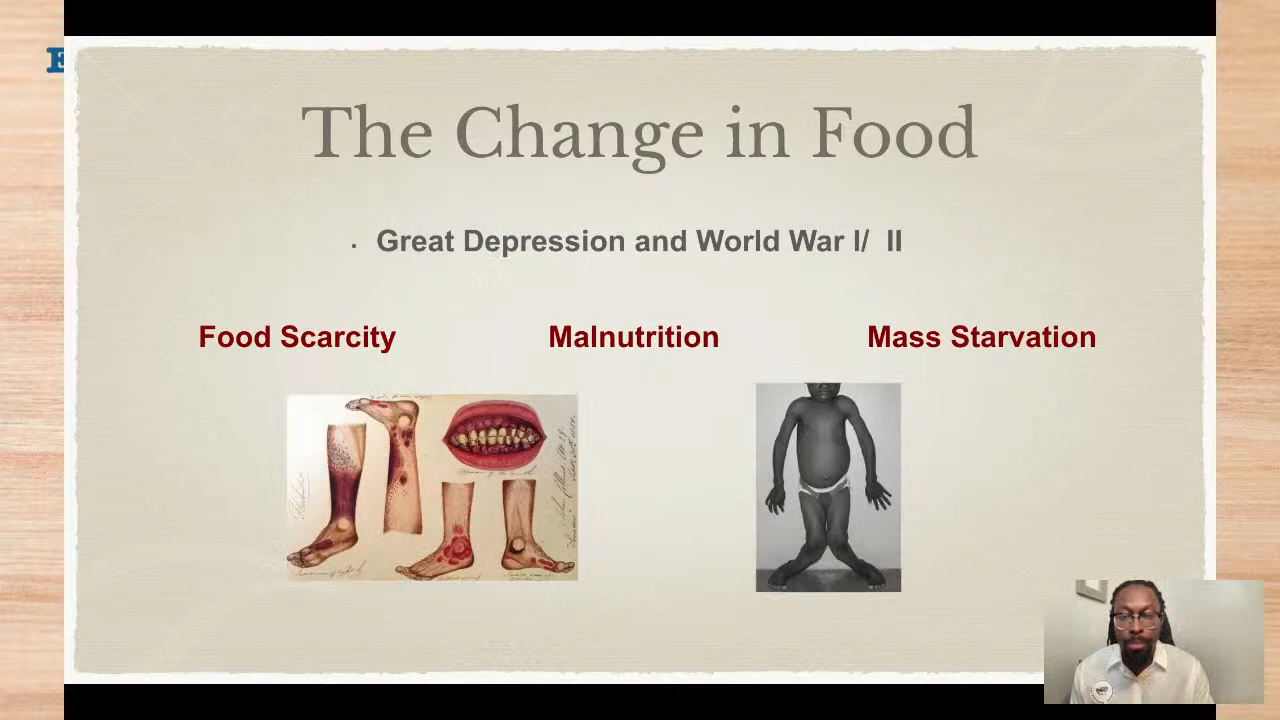 The Change in Food
• Great Depression and World War I/ II
Food Scarcity Malnutrition Mass Starvation